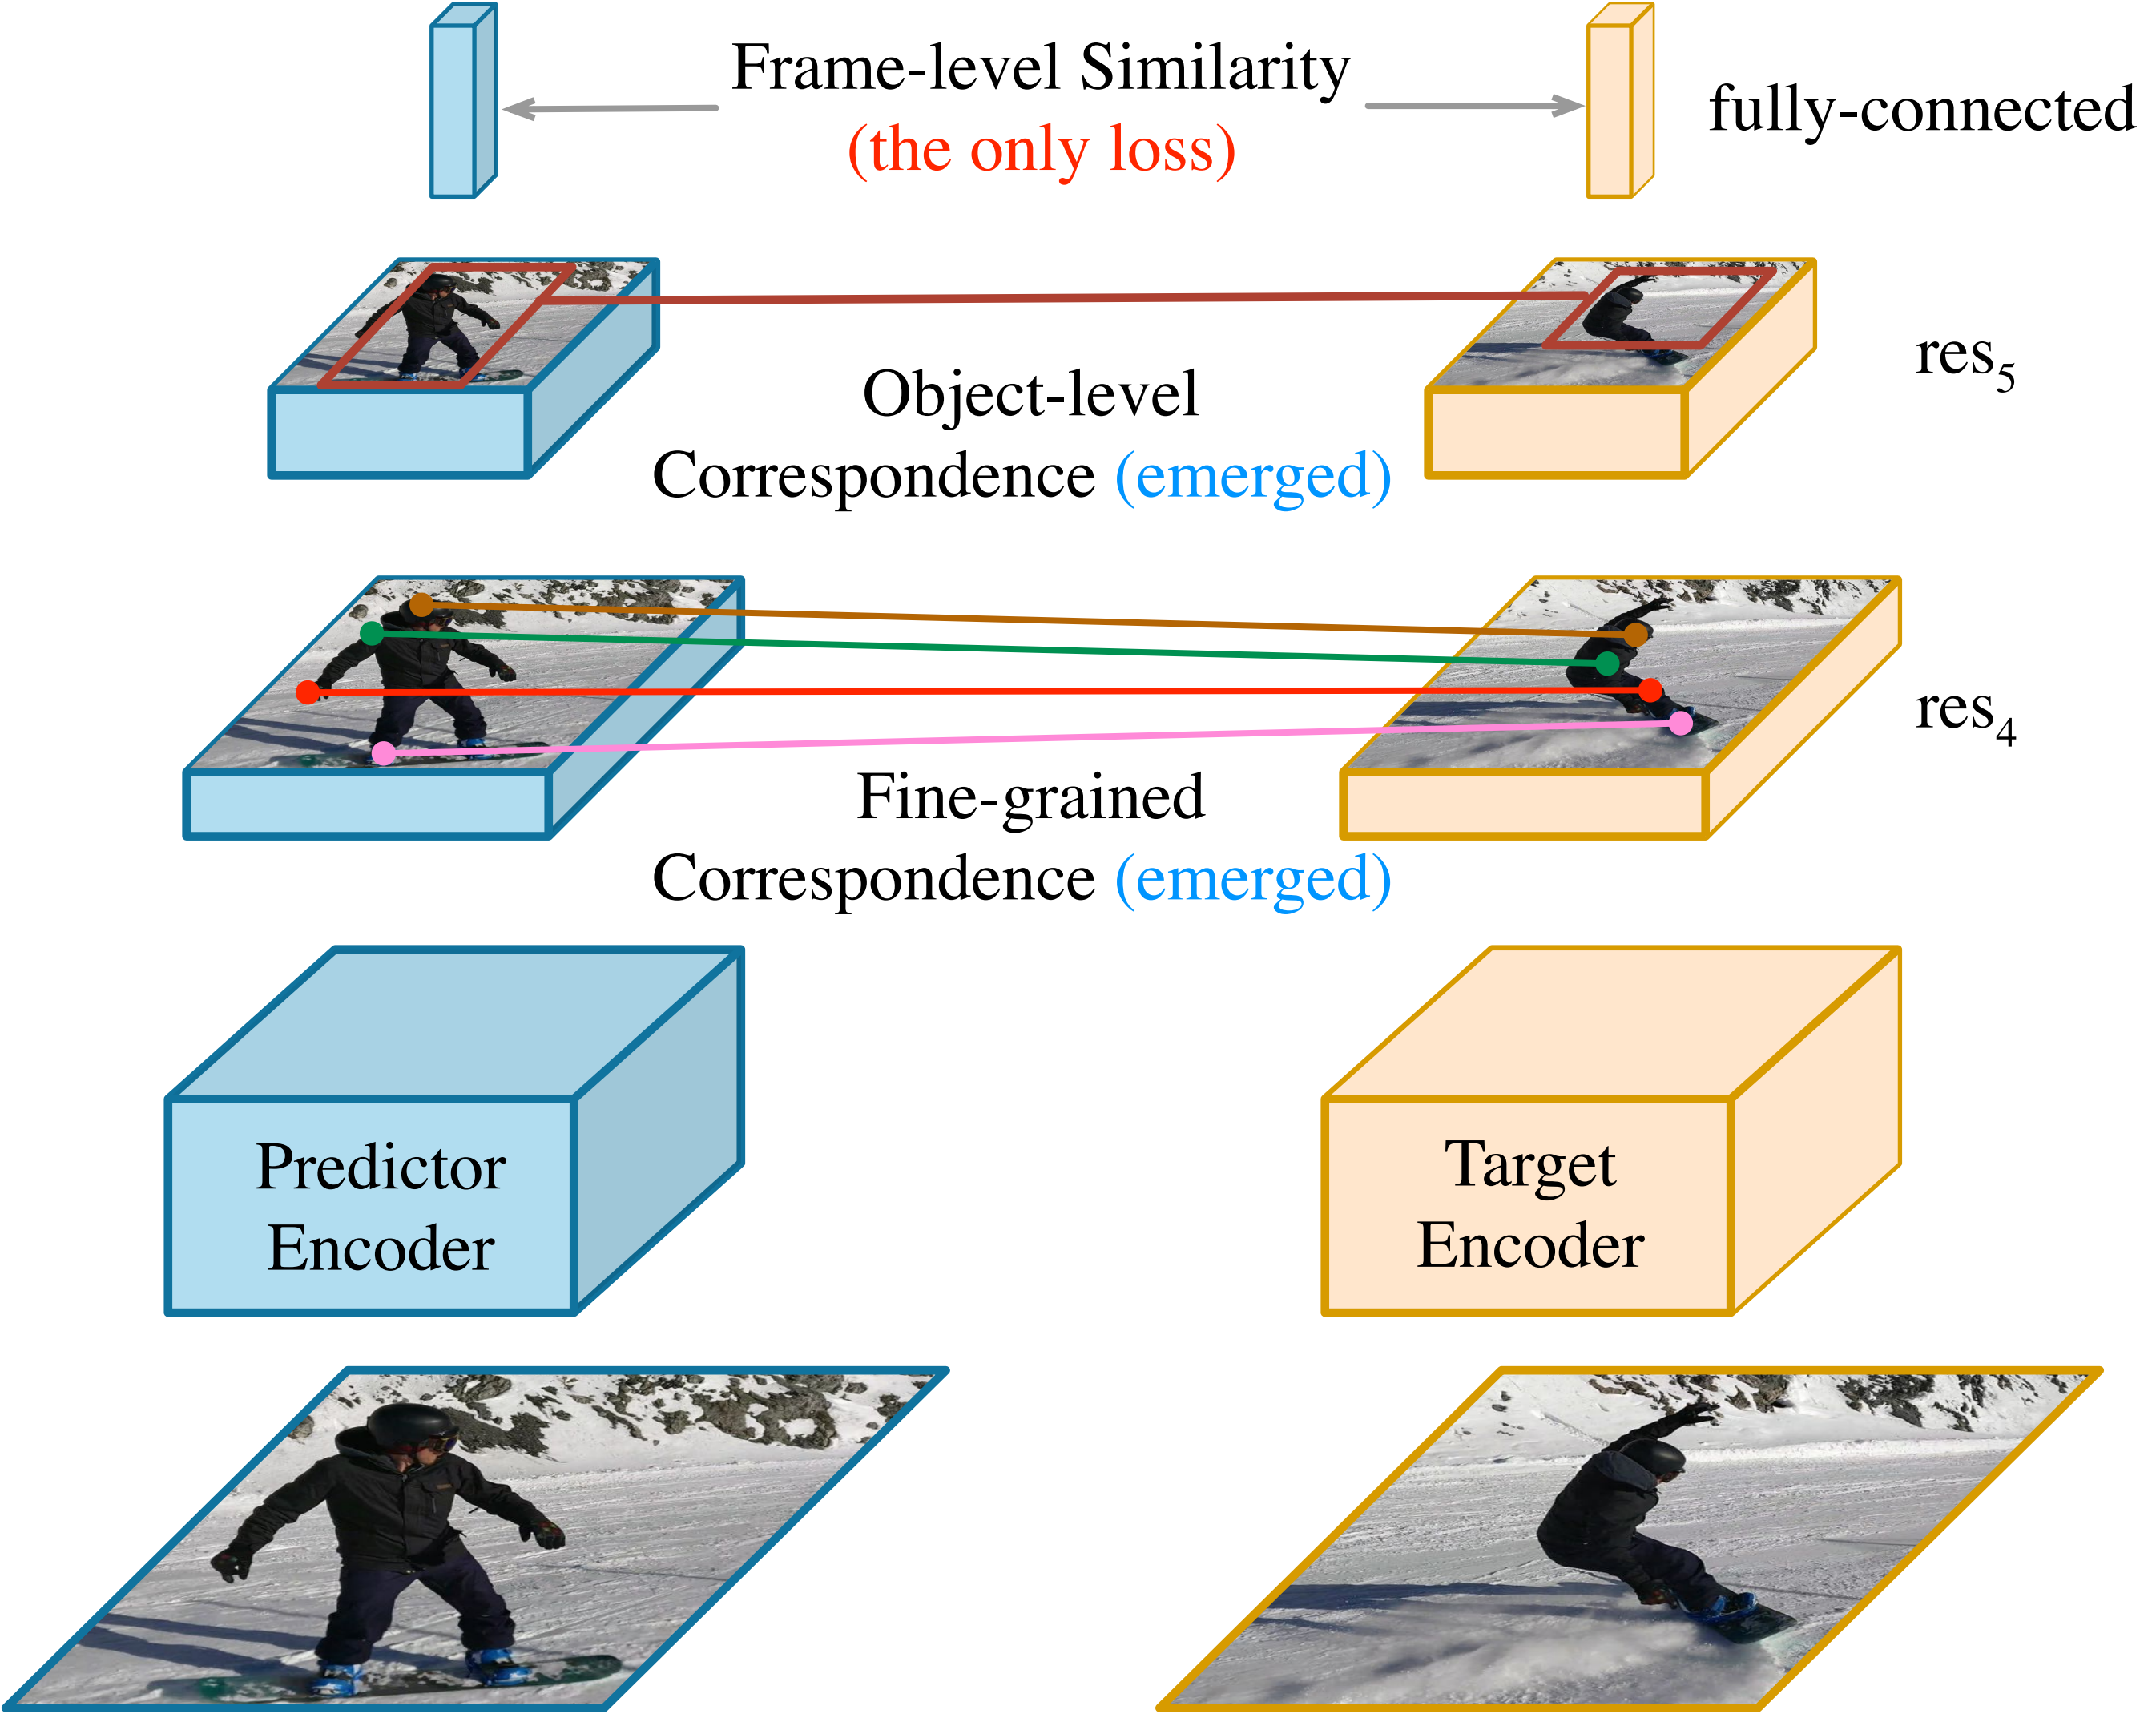 Frame-level Similarity
(the only loss)
fully-connected
res5
Object-level
Correspondence (emerged)
res4
Fine-grained
Correspondence (emerged)
Predictor
Encoder
Target
Encoder